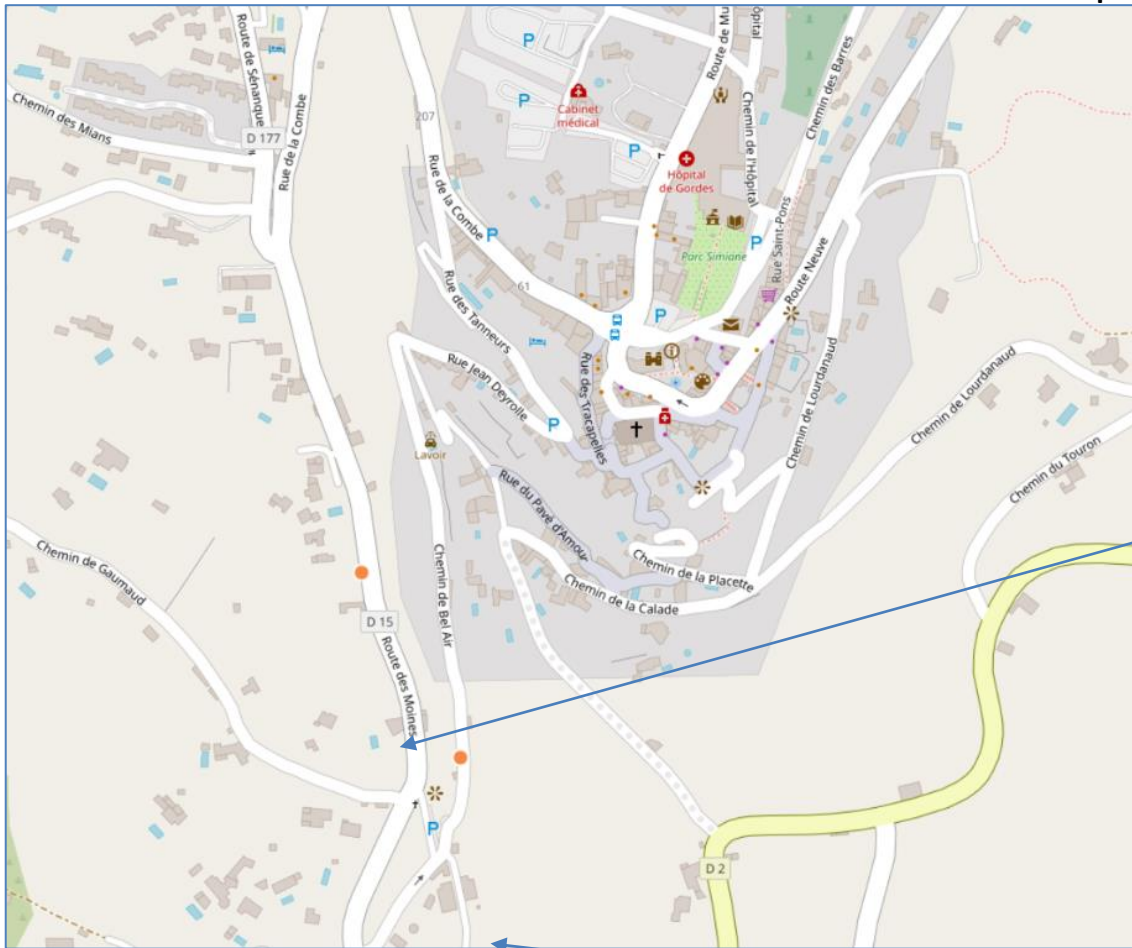 Route de Sénanque
Chemin des Mians
D 177
Rue de la Combe
207
Rue de la Combe
61
P
P
P
P
P
P
P
P
Cabinet
médical
Route de Mu
Hôpital
Hôpital
de Gordes
Chemin de l'Hôpital
Chemin des Barres
Parc Simiane
Rue Saint-Pons
Route Neuve
Rue des Tanneurs
Rue Jean Deyrolle
Rue des Tracapelles
Lavoir
Rue du Pavé d'Amour
Chemin de Lourdanaud
Chemin de Lourdanaud
Chemin du Touron
Chemin de la Placette
Chemin de la Calade
Chemin de Bel Air
Chemin de Gaumaud
D 15
Route des Moines
D 2